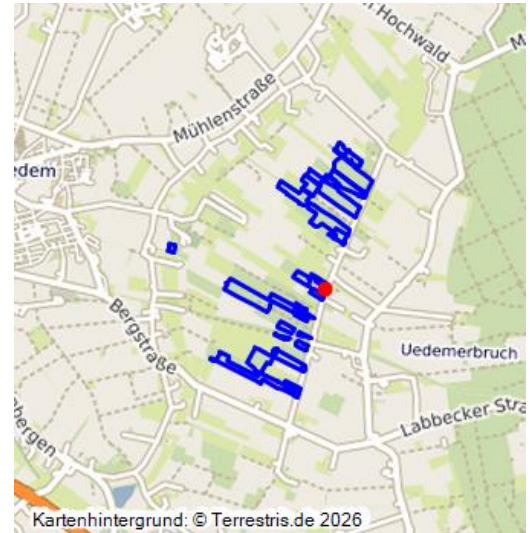 Hochwald
Mühlenstraße
edem
Bergstraße
Uedemerbruch
Labbecker Stra
bergen
Kartenhintergrund: © Terrestris.de 2026